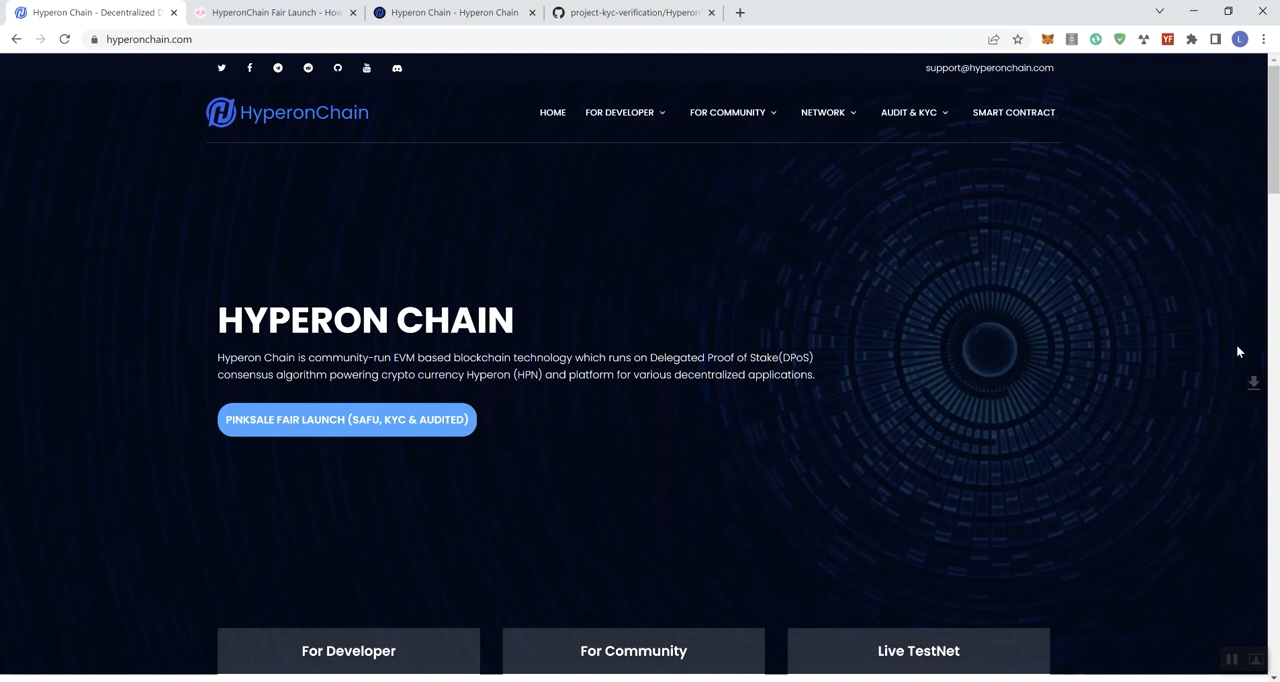 Hyperon Chain - Decentralized D
HyperonChain Fair Launch - How
Hyperon Chain - Hyperon Chain
project-kyc-verification/Hyperon
hyperonchain.com
YF
L
support@hyperonchain.com
HyperonChain
HOME
FOR DEVELOPER
FOR COMMUNITY
NETWORK
AUDIT & KYC
SMART CONTRACT
HYPERON CHAIN
Hyperon Chain is community-run EVM based blockchain technology which runs on Delegated Proof of Stake(DPoS)
consensus algorithm powering crypto currency Hyperon (HPN) and platform for various decentralized applications.
PINKSALE FAIR LAUNCH (SAFU, KYC & AUDITED)
For Developer
For Community
Live TestNet